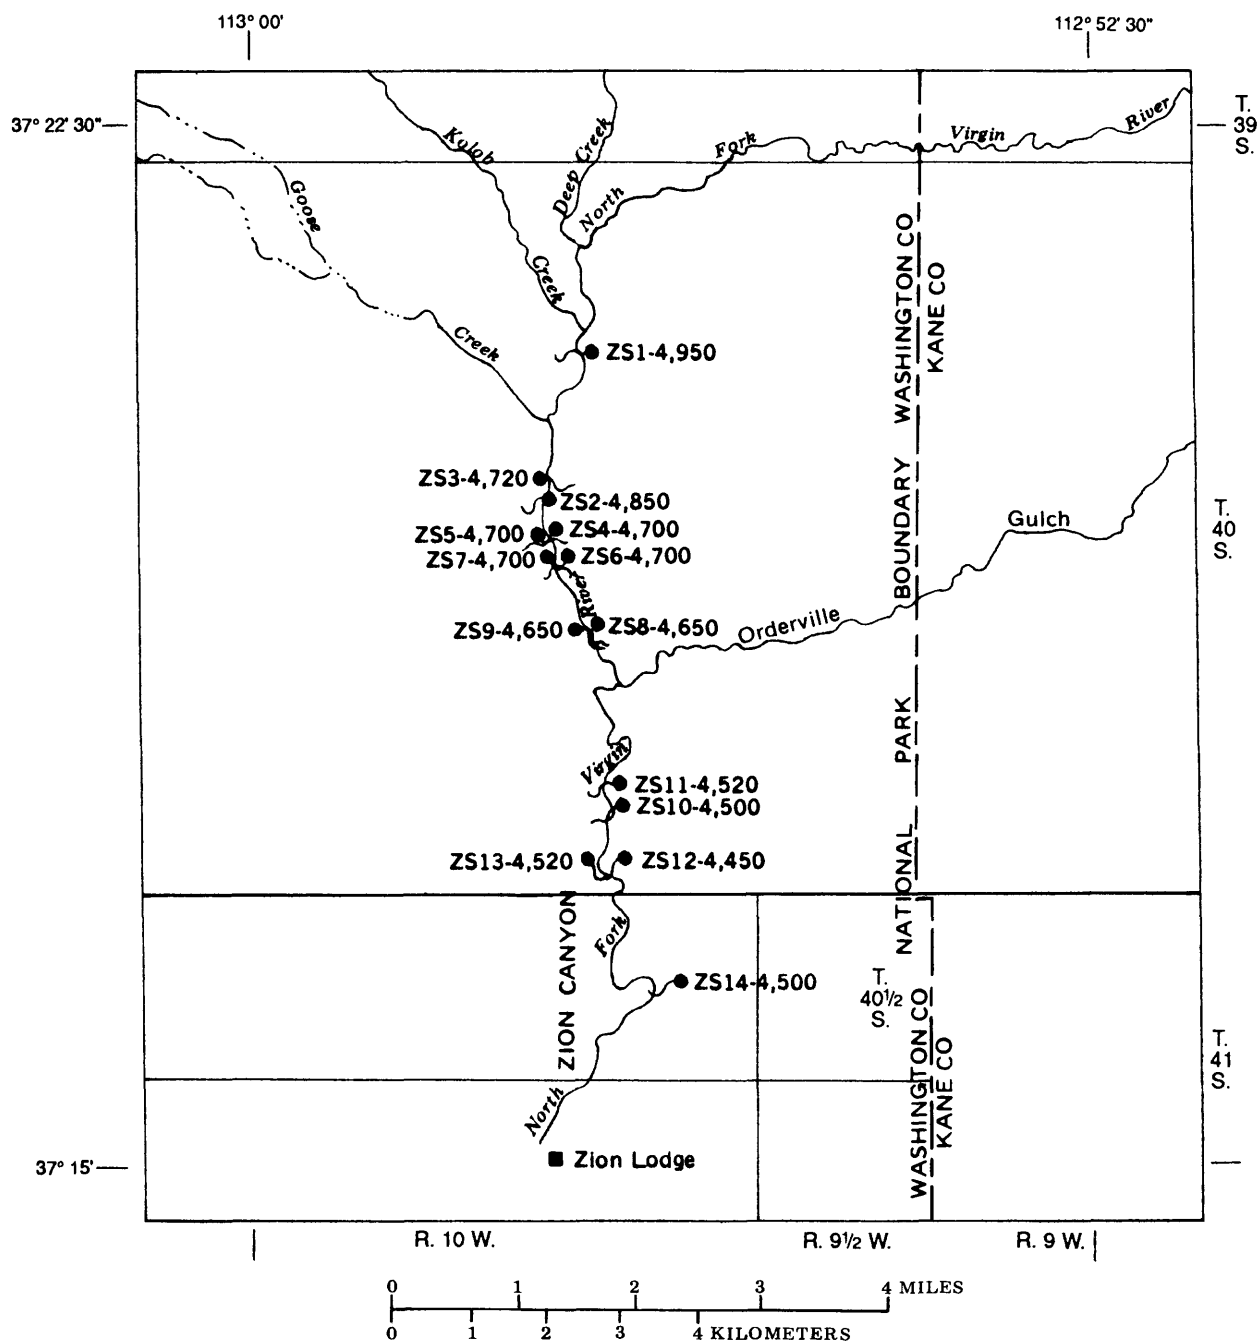 113° 00'
112° 52' 30"
37° 22' 30"
T.
39
S.
Kolob
Creek
Deep Creek
North
Fork
Virgin
River
Goose
Creek
WASHINGTON CO
KANE CO
ZS1-4,950
ZS3-4,720
ZS2-4,850
ZS5-4,700
ZS4-4,700
ZS7-4,700
ZS6-4,700
River
ZS9-4,650
ZS8-4,650
Orderville
Gulch
T.
40
S.
NATIONAL PARK BOUNDARY
Virgin
ZS11-4,520
ZS10-4,500
ZS13-4,520
ZS12-4,450
ZION CANYON
Fork
ZS14-4,500
T.
40½
S.
WASHINGTON CO
KANE CO
T.
41
S.
North
37° 15'
Zion Lodge
R. 10 W.
R. 9½ W.
R. 9 W.
0 1 2 3 4 MILES
0 1 2 3 4 KILOMETERS